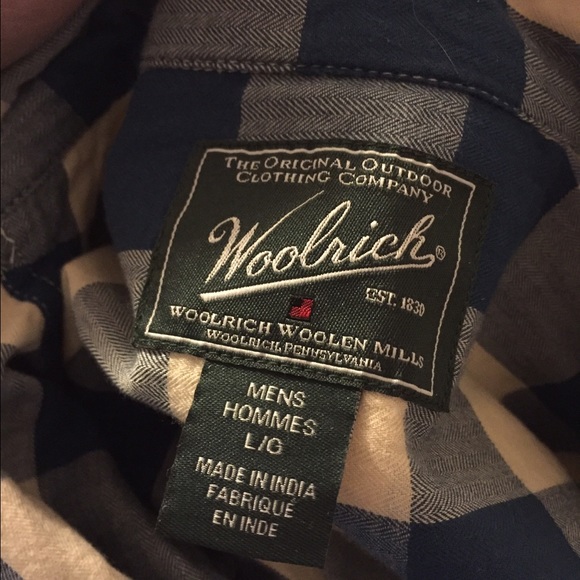 THE ORIGINAL OUTDOOR
CLOTHING COMPANY
Woolrich®
EST. 1830
WOOLRICH WOOLEN MILLS
WOOLRICH, PENNSYLVANIA
MENS
HOMMES
L/G
MADE IN INDIA
FABRIQUÉ
EN INDE